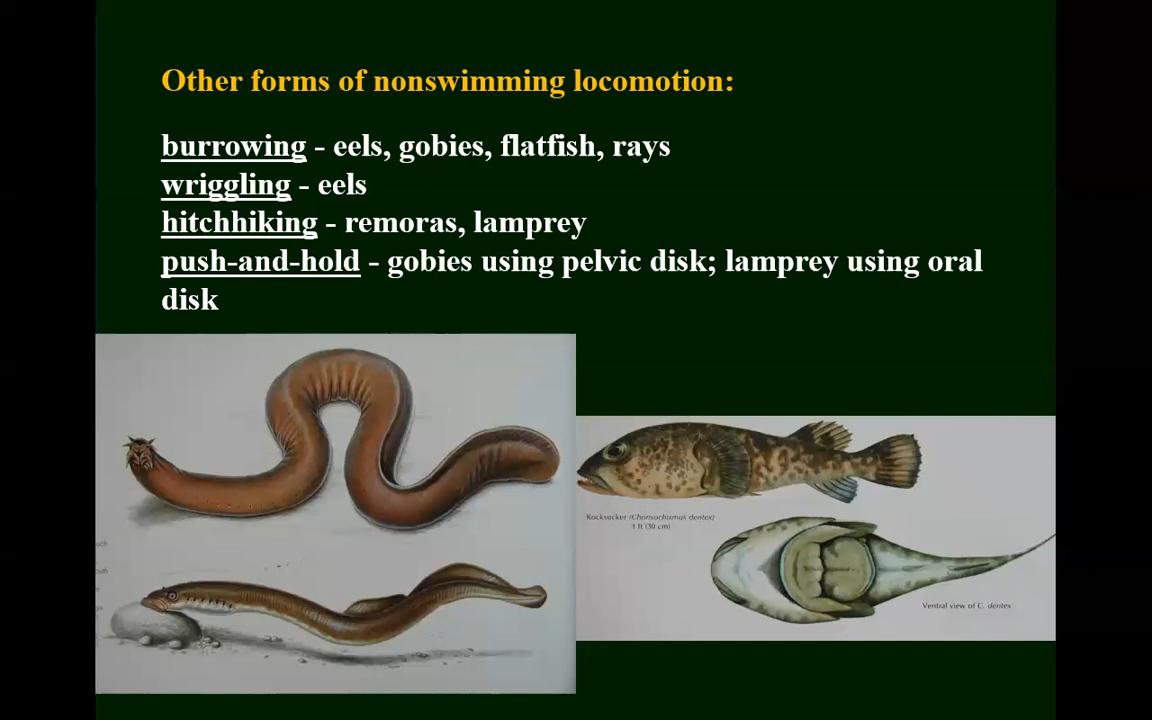 Other forms of nonswimming locomotion:
burrowing - eels, gobies, flatfish, rays
wriggling - eels
hitchhiking - remoras, lamprey
push-and-hold - gobies using pelvic disk; lamprey using oral
disk
Rocksucker (Chorisochismus dentex)
1 ft (30 cm)
Ventral view of C. dentex